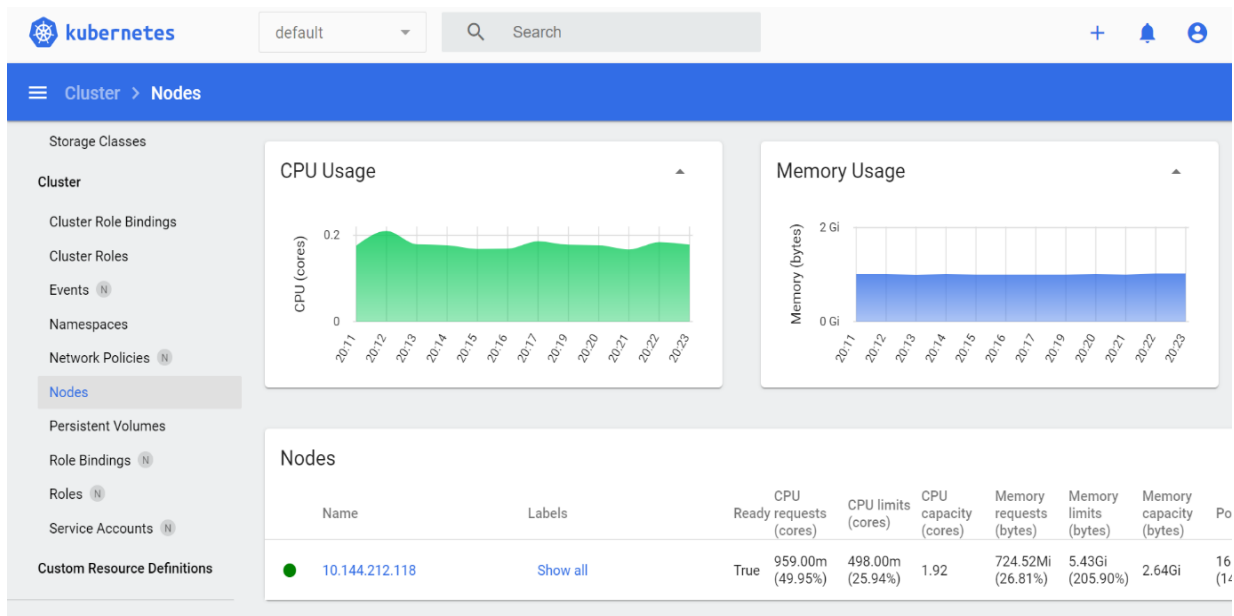 kubernetes
default
Search
Cluster > Nodes
Storage Classes
Cluster
Cluster Role Bindings
Cluster Roles
Events N
Namespaces
Network Policies N
Nodes
Persistent Volumes
Role Bindings N
Roles N
Service Accounts N
Custom Resource Definitions
CPU Usage
CPU (cores)
0.2
0
20:11 20:12 20:13 20:14 20:15 20:16 20:17 20:19 20:20 20:21 20:22 20:23
Memory Usage
Memory (bytes)
2 Gi
0 Gi
20:11 20:12 20:13 20:14 20:15 20:16 20:17 20:19 20:20 20:21 20:22 20:23
Nodes
Name
Labels
Ready
CPU
requests
(cores)
CPU limits
(cores)
CPU
capacity
(cores)
Memory
requests
(bytes)
Memory
limits
(bytes)
Memory
capacity
(bytes)
Po
10.144.212.118
Show all
True
959.00m
(49.95%)
498.00m
(25.94%)
1.92
724.52Mi
(26.81%)
5.43Gi
(205.90%)
2.64Gi
16
(14